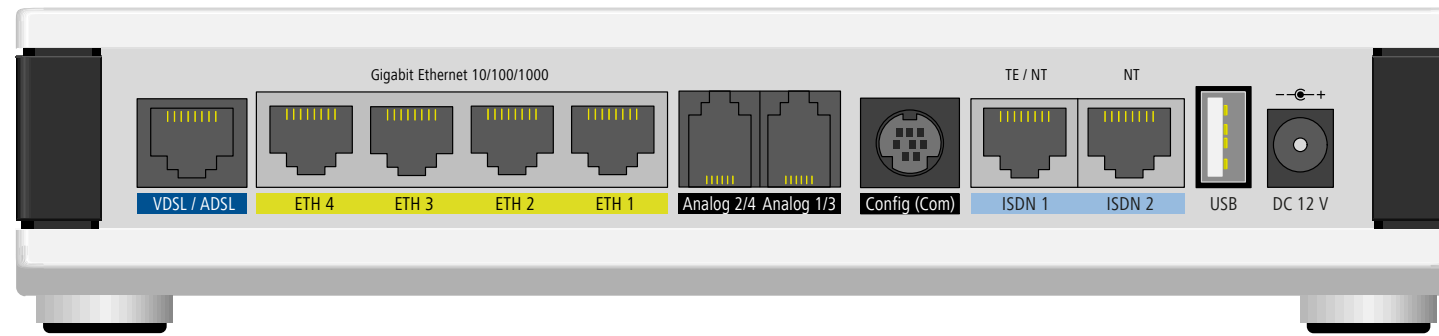 Gigabit Ethernet 10/100/1000
TE / NT
NT
VDSL / ADSL
ETH 4
ETH 3
ETH 2
ETH 1
Analog 2/4
Analog 1/3
Config (Com)
ISDN 1
ISDN 2
USB
DC 12 V